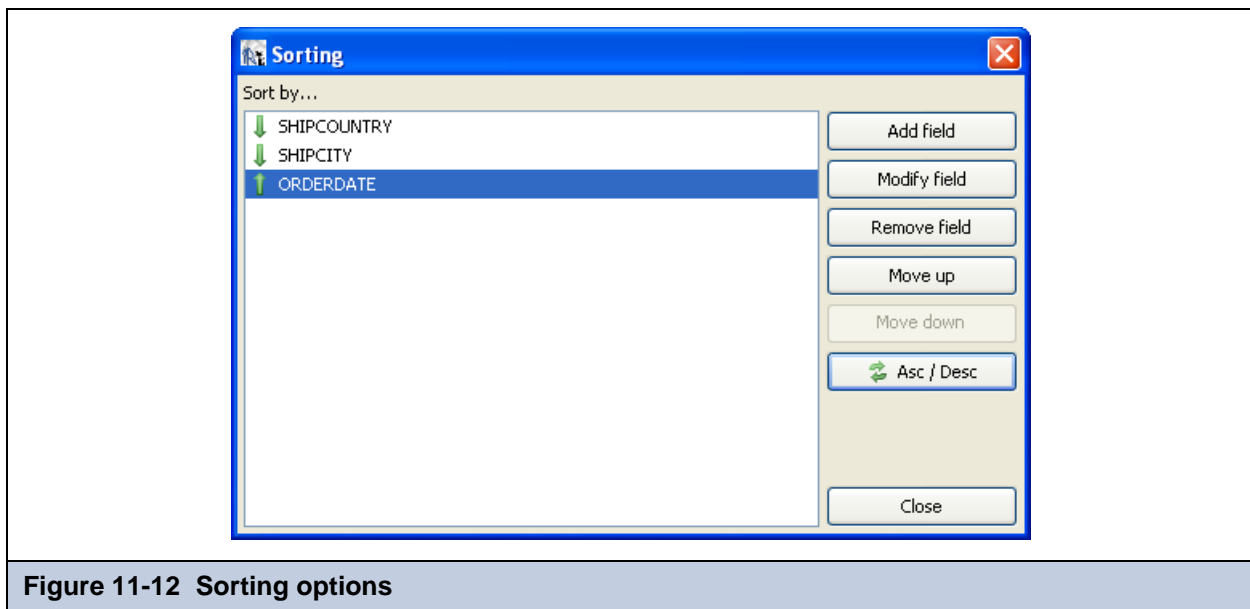 Sorting
Sort by...
SHIPCOUNTRY
SHIPCITY
ORDERDATE
Add field
Modify field
Remove field
Move up
Move down
Asc / Desc
Close
Figure 11-12 Sorting options